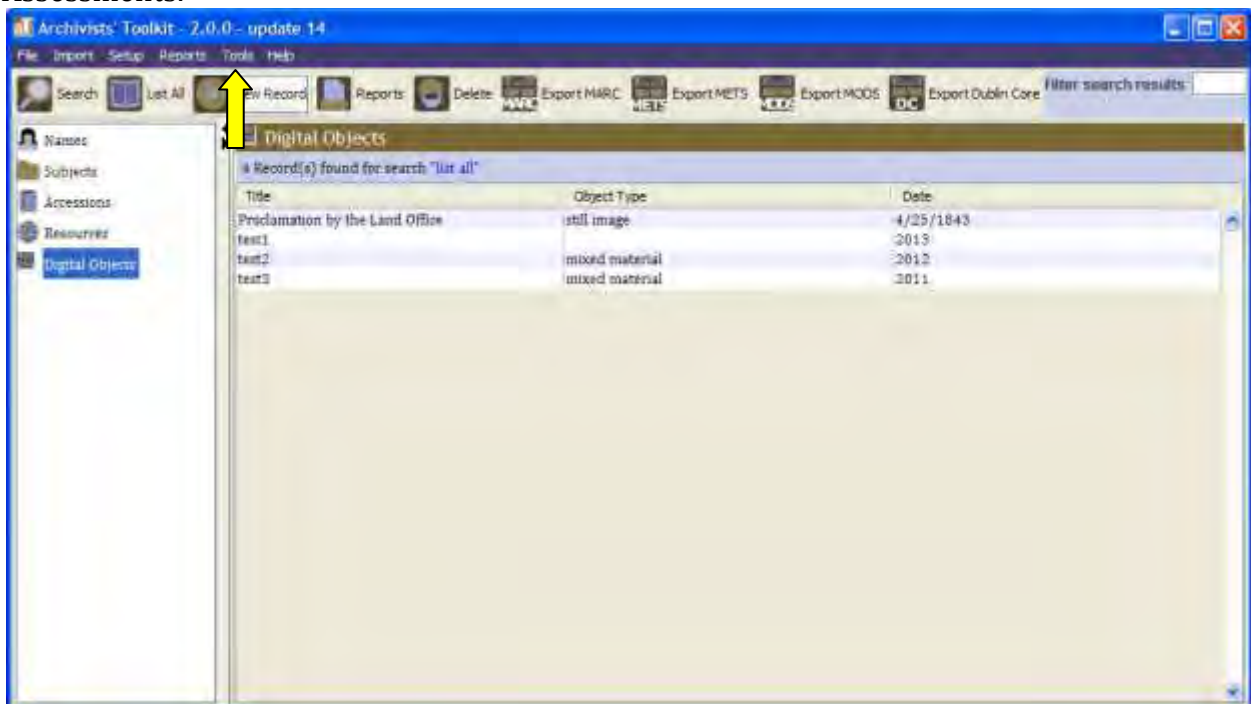 Assessments.
Archivists' Toolkit - 2.0.0 - update 14
File Import Setup Reports Tools Help
Search List All New Record Reports Delete Export MARC Export METS Export MODS Export Dublin Core Filter search results
Names
Subjects
Accessions
Resources
Digital Objects
Digital Objects
4 Record(s) found for search "list all"
Title Object Type Date
Proclamation by the Land Office still image 4/25/1843
test1 2013
test2 mixed material 2012
test3 mixed material 2011